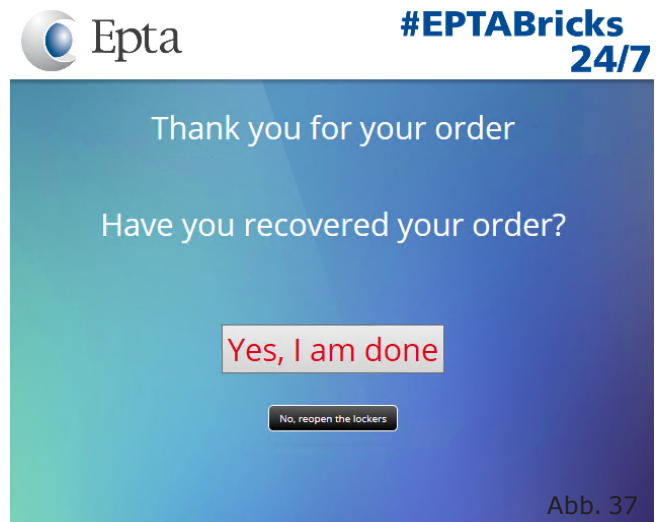 Epta
#EPTABricks
24/7
Thank you for your order
Have you recovered your order?
Yes, I am done
No, reopen the lockers
Abb. 37